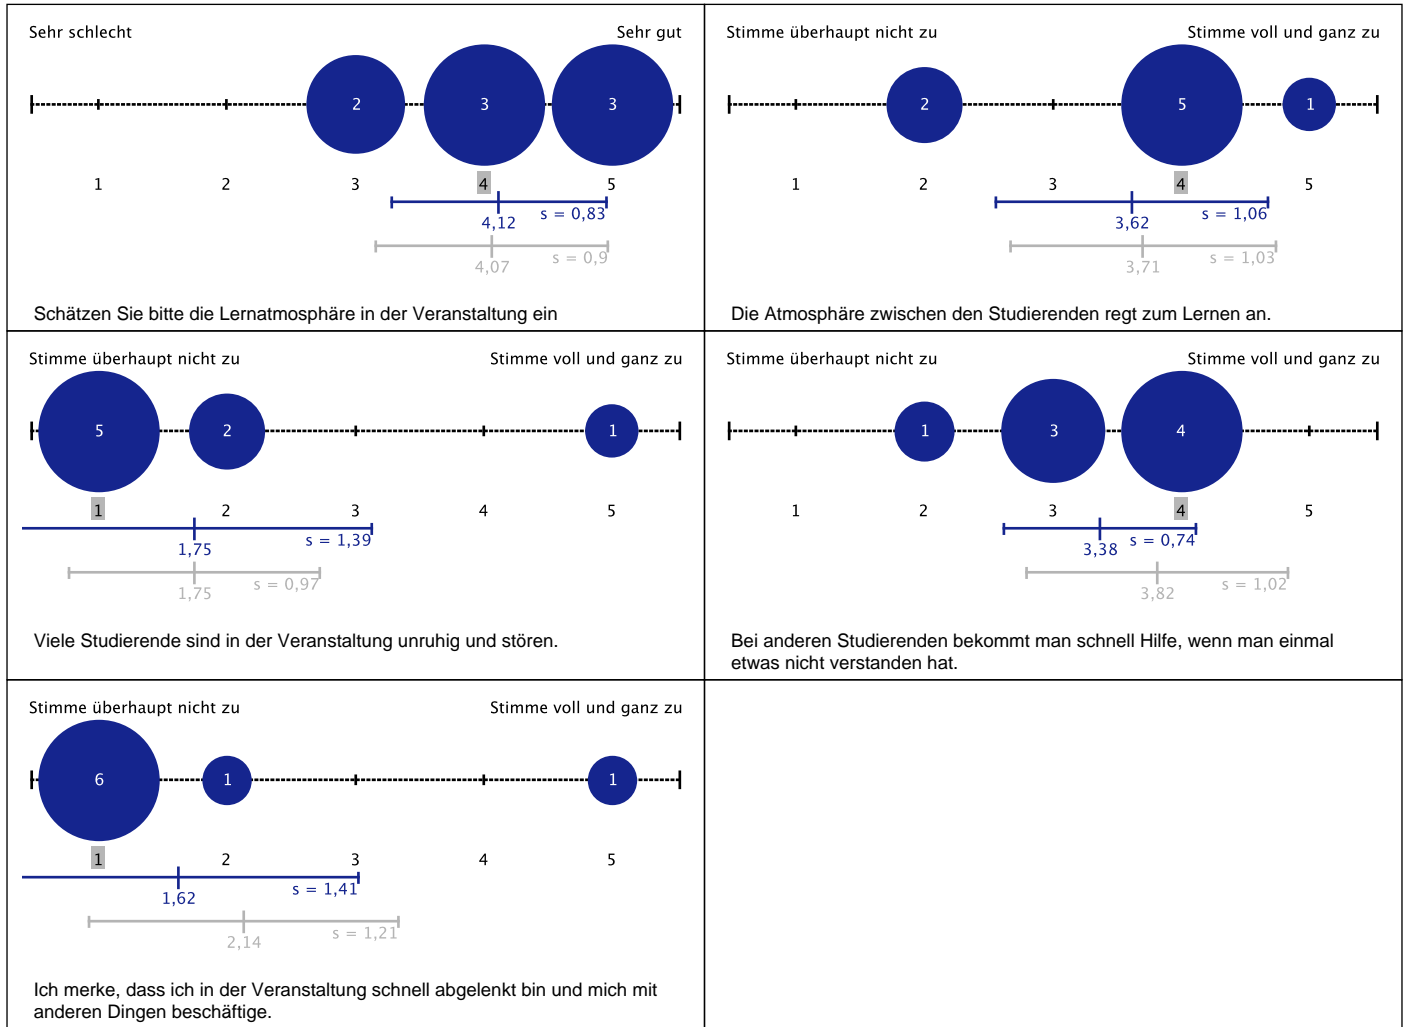 Sehr schlecht Sehr gut
2 3 3
1 2 3 4 5
4,12 s = 0,83
4,07 s = 0,9
Schätzen Sie bitte die Lernatmosphäre in der Veranstaltung ein
Stimme überhaupt nicht zu Stimme voll und ganz zu
2 5 1
1 2 3 4 5
3,62 s = 1,06
3,71 s = 1,03
Die Atmosphäre zwischen den Studierenden regt zum Lernen an.
Stimme überhaupt nicht zu Stimme voll und ganz zu
5 2 1
1 2 3 4 5
1,75 s = 1,39
1,75 s = 0,97
Viele Studierende sind in der Veranstaltung unruhig und stören.
Stimme überhaupt nicht zu Stimme voll und ganz zu
1 3 4
1 2 3 4 5
3,38 s = 0,74
3,82 s = 1,02
Bei anderen Studierenden bekommt man schnell Hilfe, wenn man einmal
etwas nicht verstanden hat.
Stimme überhaupt nicht zu Stimme voll und ganz zu
6 1 1
1 2 3 4 5
1,62 s = 1,41
2,14 s = 1,21
Ich merke, dass ich in der Veranstaltung schnell abgelenkt bin und mich mit
anderen Dingen beschäftige.